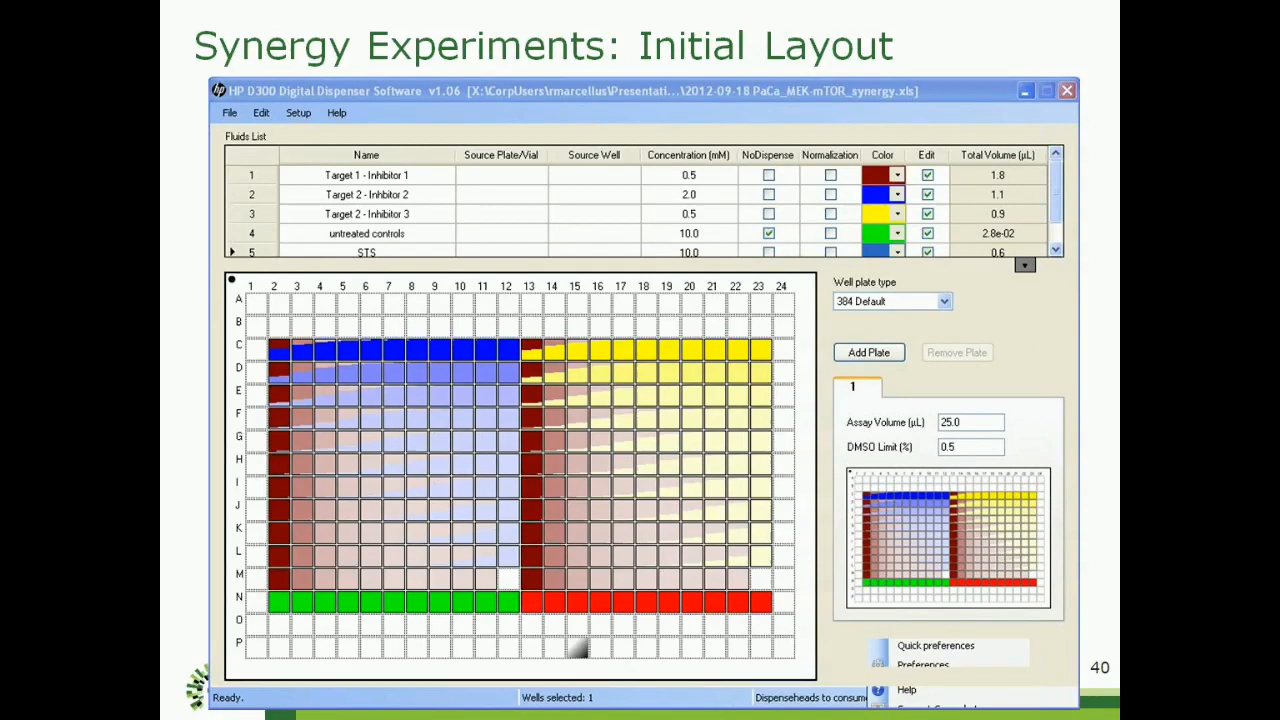 Synergy Experiments: Initial Layout
HP D300 Digital Dispenser Software v1.06 [X:\CorpUsers\rmarcellus\Presentati...\2012-09-18 PaCa_MEK-mTOR_synergy.xls]
File Edit Setup Help
Fluids List
Name Source Plate/Vial Source Well Concentration (mM) NoDispense Normalization Color Edit Total Volume (µL)
1 Target 1 - Inhibitor 1 0.5 1.8
2 Target 2 - Inhibitor 2 2.0 1.1
3 Target 2 - Inhibitor 3 0.5 0.9
4 untreated controls 10.0 2.8e-02
5 STS 10.0 0.6
1 2 3 4 5 6 7 8 9 10 11 12 13 14 15 16 17 18 19 20 21 22 23 24
A
B
C
D
E
F
G
H
I
J
K
L
M
N
O
P
Well plate type
384 Default
Add Plate Remove Plate
1
Assay Volume (µL) 25.0
DMSO Limit (%) 0.5
Quick preferences
Preferences
Help
40
Ready. Wells selected: 1 Dispenseheads to consum